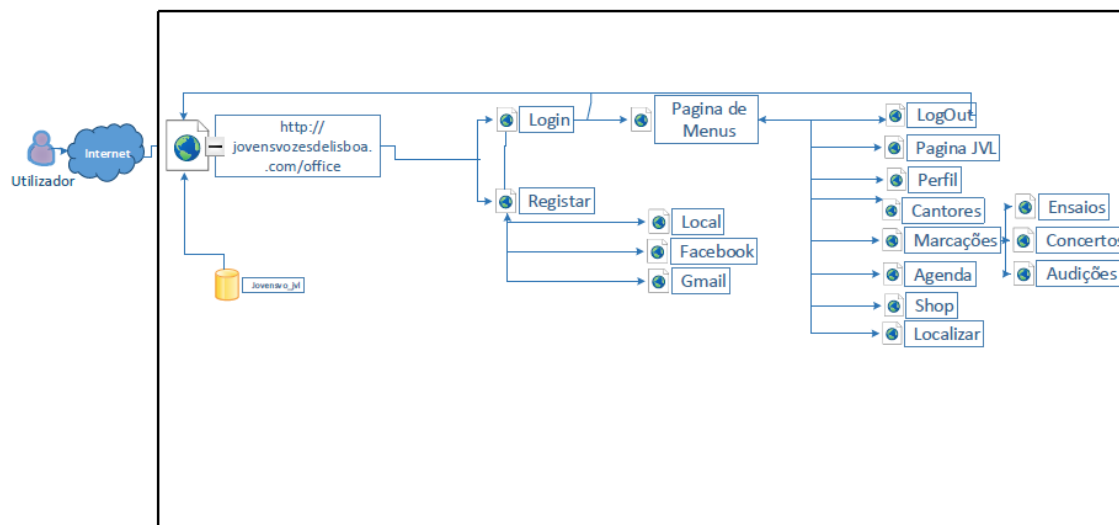 Utilizador
Internet
http://
jovensvozesdelisboa.
.com/office
Jovensvo_jvl
Login
Registar
Local
Facebook
Gmail
Pagina de
Menus
LogOut
Pagina JVL
Perfil
Cantores
Marcações
Agenda
Shop
Localizar
Ensaios
Concertos
Audições